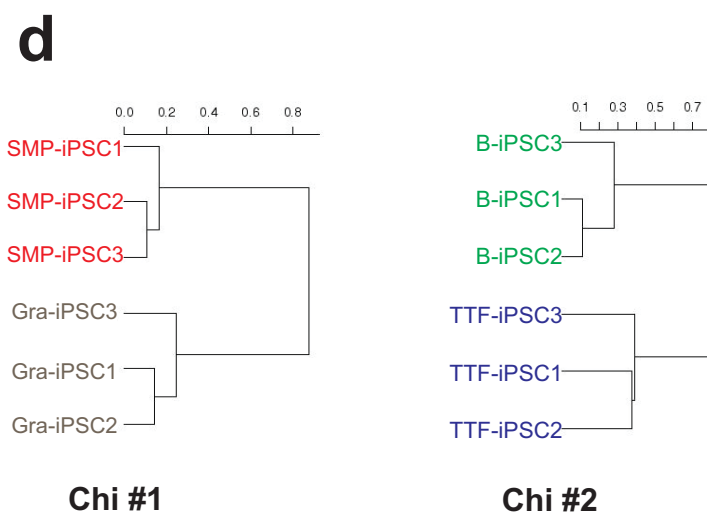 d
0.0 0.2 0.4 0.6 0.8
SMP-iPSC1
SMP-iPSC2
SMP-iPSC3
Gra-iPSC3
Gra-iPSC1
Gra-iPSC2
Chi #1
0.1 0.3 0.5 0.7
B-iPSC3
B-iPSC1
B-iPSC2
TTF-iPSC3
TTF-iPSC1
TTF-iPSC2
Chi #2